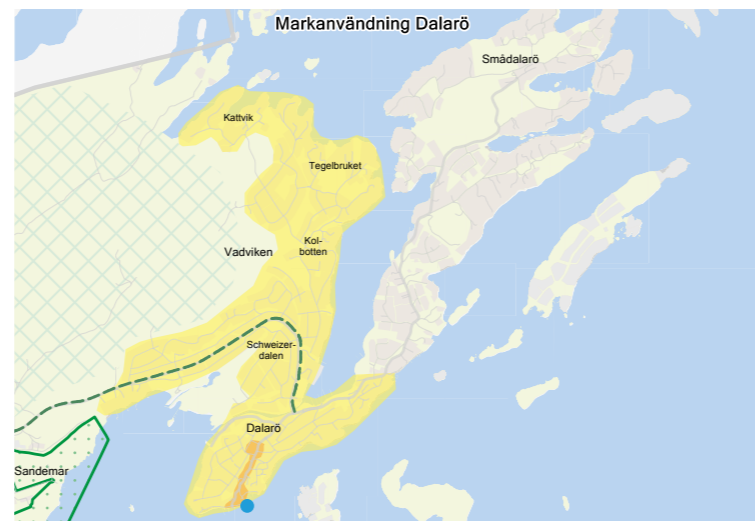 Markanvändning Dalarö
Smådalarö
Kattvik
Tegelbruket
Kol-
botten
Vadviken
Schweizer-
dalen
Dalarö
Sandemar